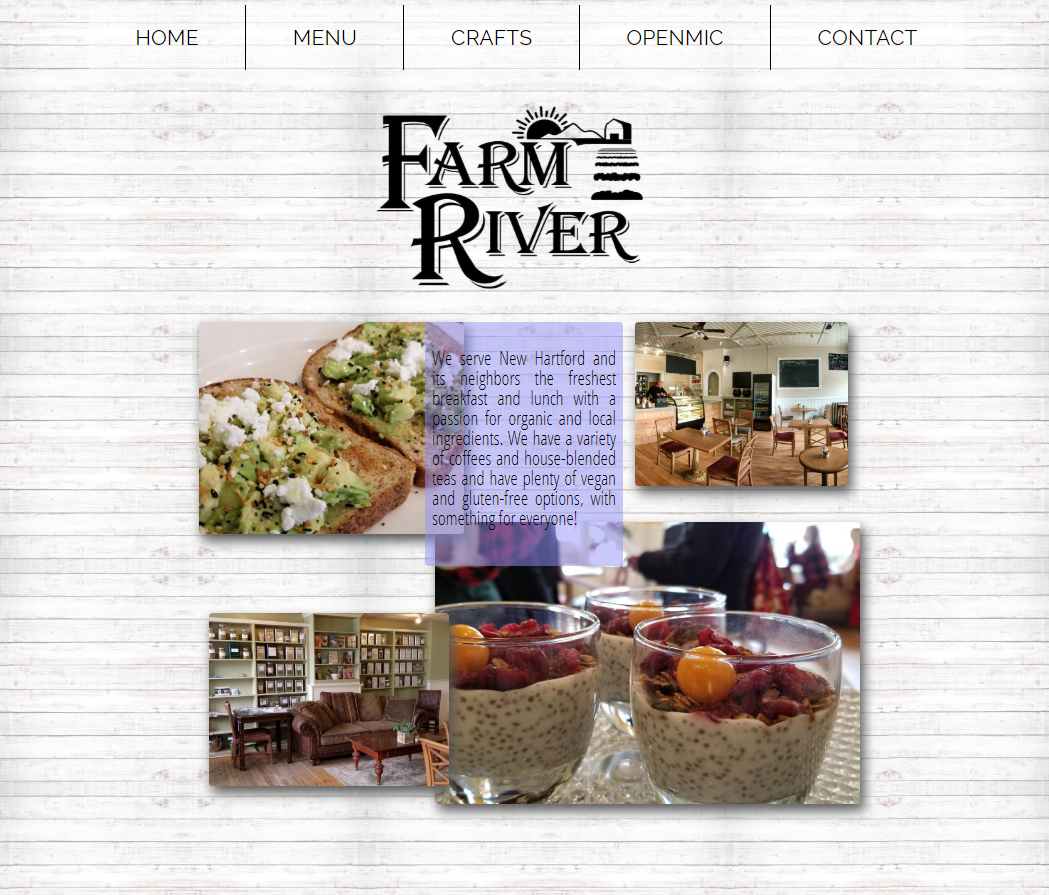 HOME MENU CRAFTS OPENMIC CONTACT
FARM
RIVER
We serve New Hartford and
its neighbors the freshest
breakfast and lunch with a
passion for organic and local
ingredients. We have a variety
of coffees and house-blended
teas and have plenty of vegan
and gluten-free options, with
something for everyone!